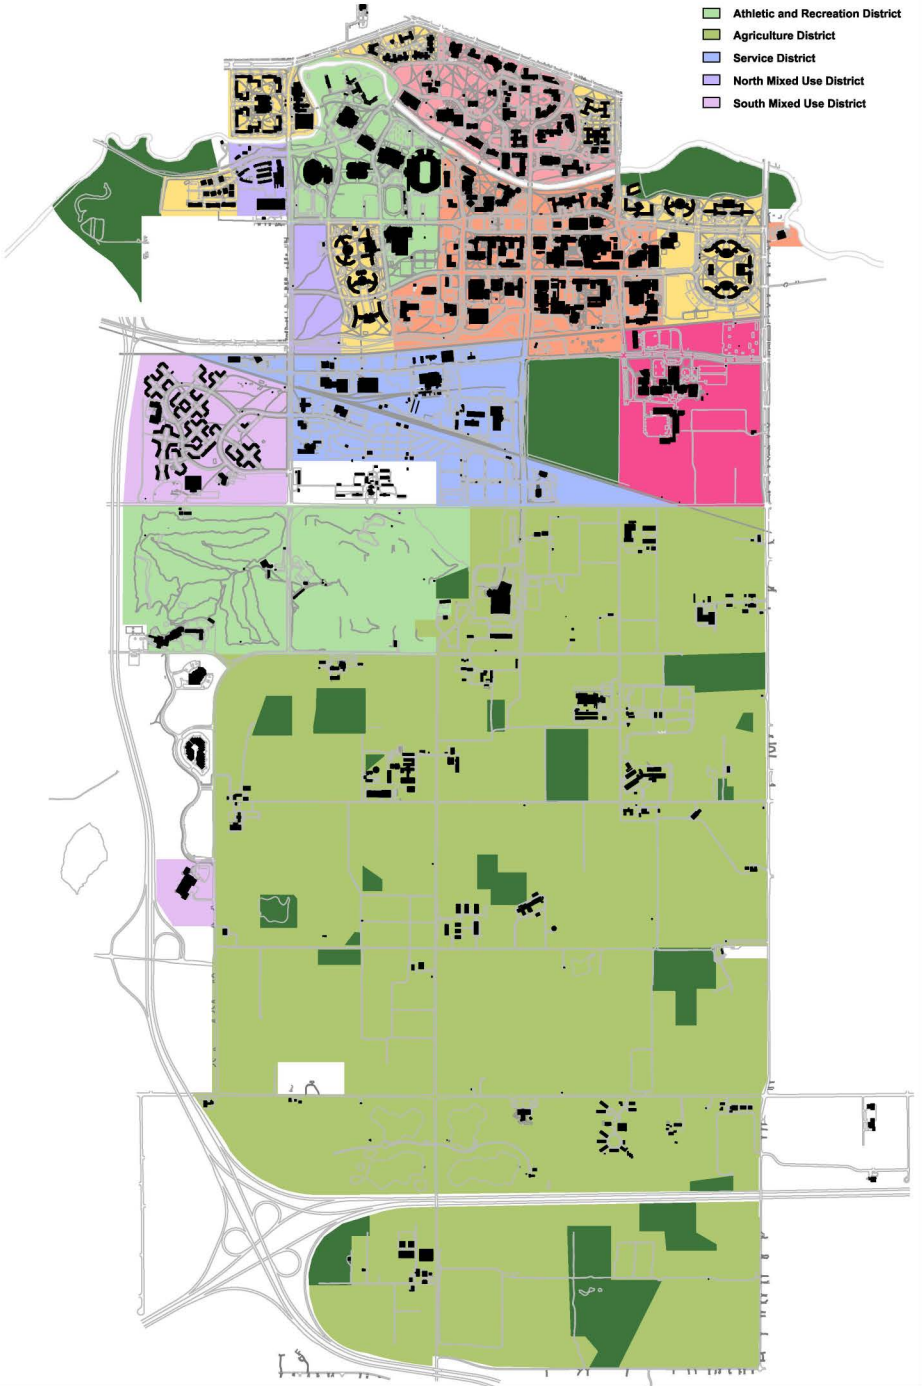 Athletic and Recreation District
Agriculture District
Service District
North Mixed Use District
South Mixed Use District